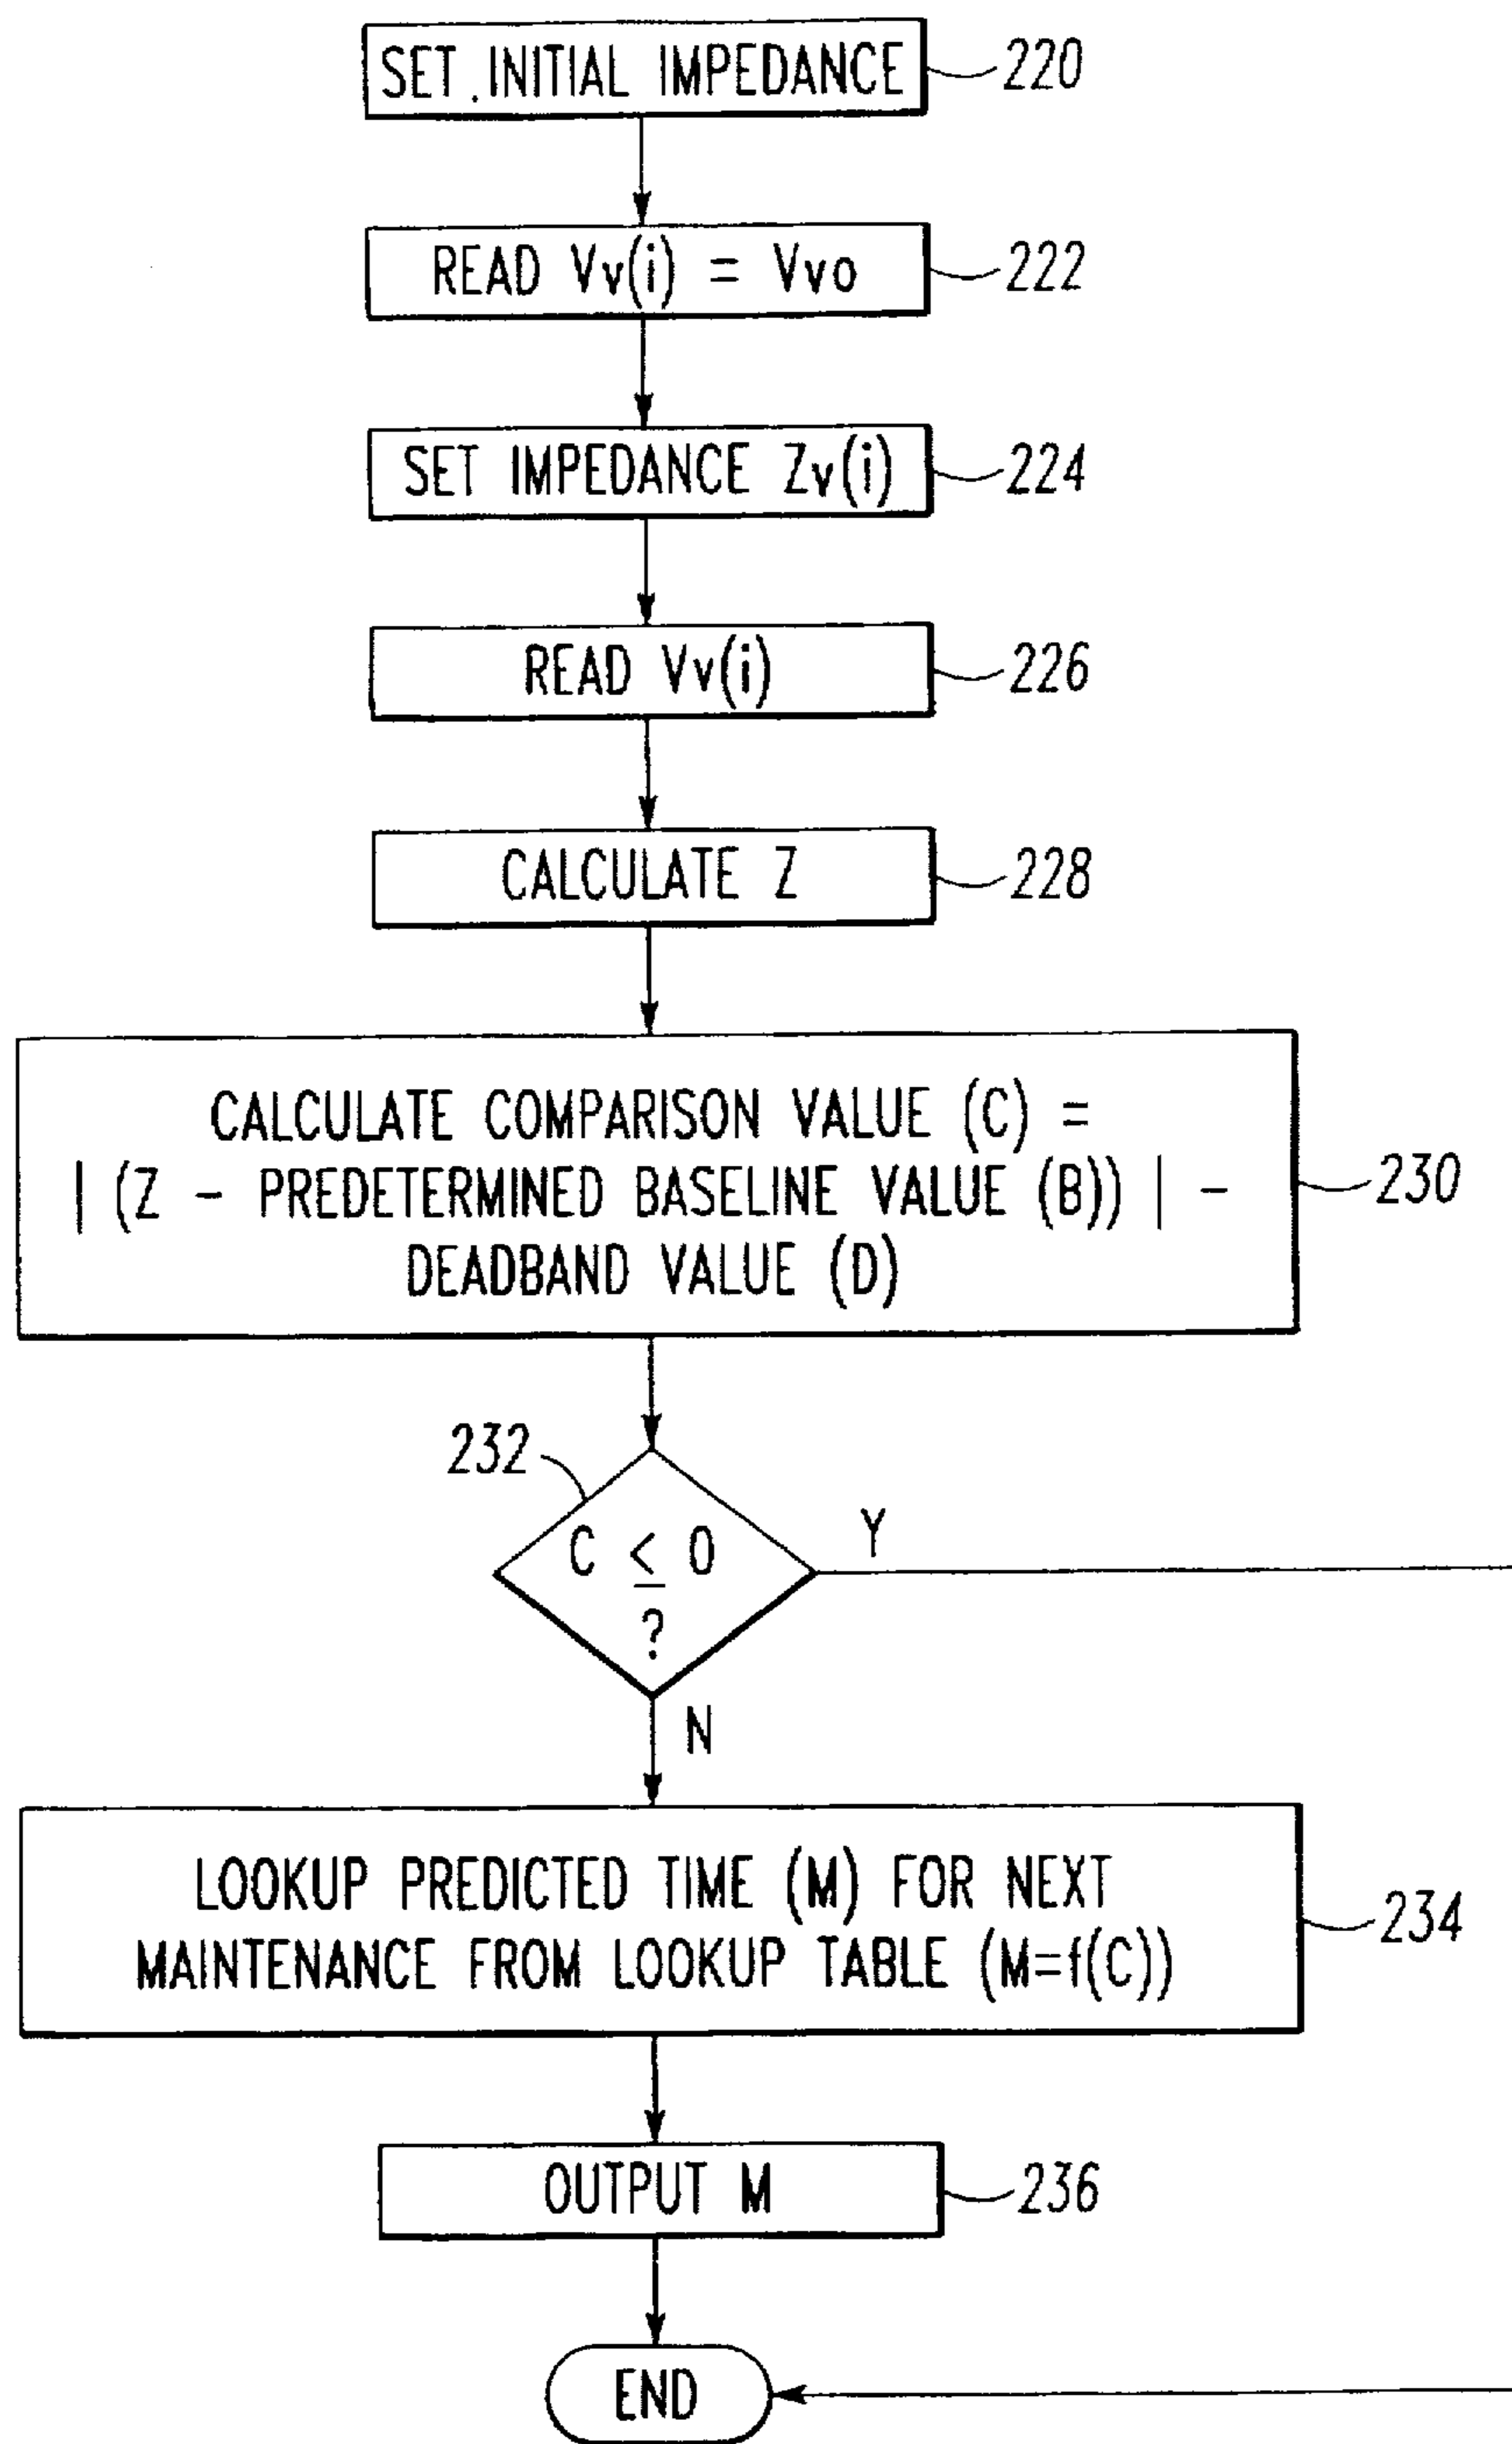 SET INITIAL IMPEDANCE
220
READ Vv(i) = Vvo
222
SET IMPEDANCE Zv(i)
224
READ Vv(i)
226
CALCULATE Z
228
CALCULATE COMPARISON VALUE (C) =
| (Z - PREDETERMINED BASELINE VALUE (B)) | -
DEADBAND VALUE (D)
230
232
C ≤ 0
?
Y
N
LOOKUP PREDICTED TIME (M) FOR NEXT
MAINTENANCE FROM LOOKUP TABLE (M=f(C))
234
OUTPUT M
236
END